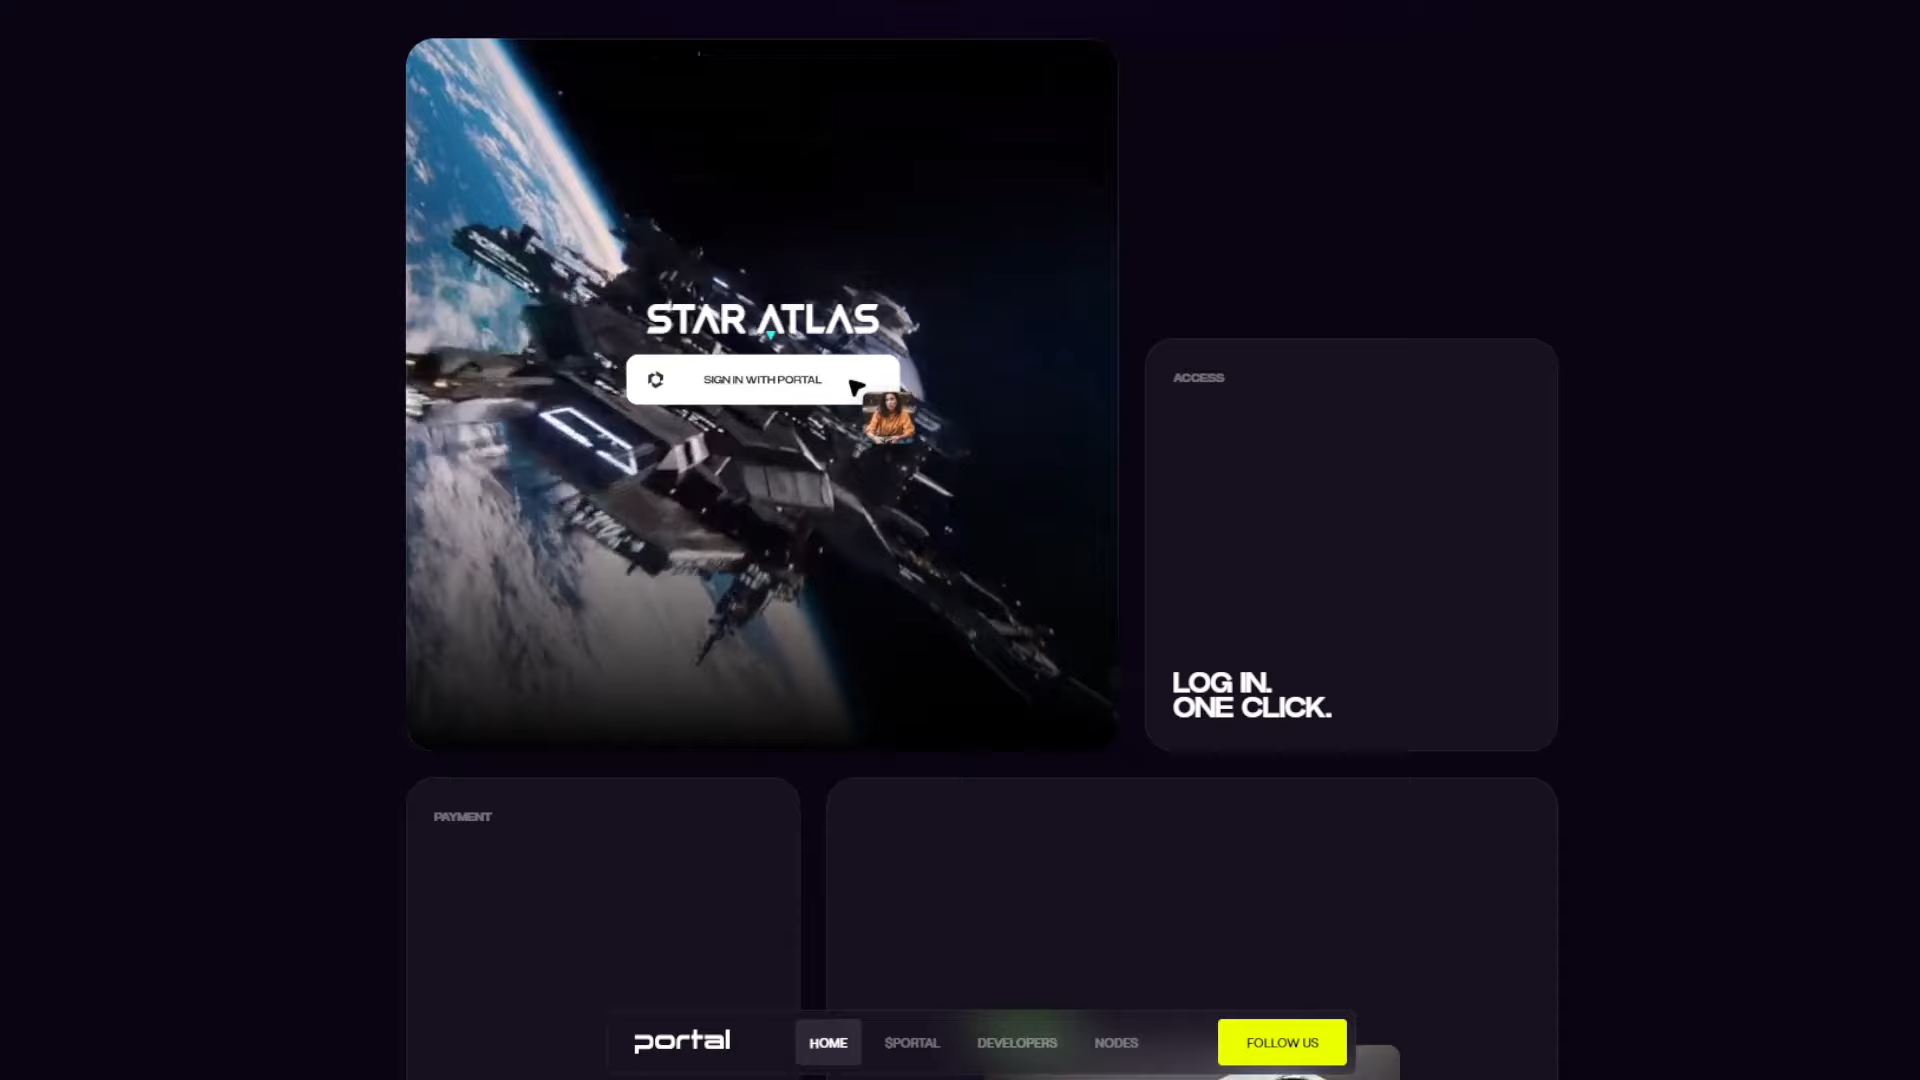 STAR ATLAS
SIGN IN WITH PORTAL
ACCESS
LOG IN.
ONE CLICK.
PAYMENT
portal
HOME
$PORTAL
DEVELOPERS
NODES
FOLLOW US